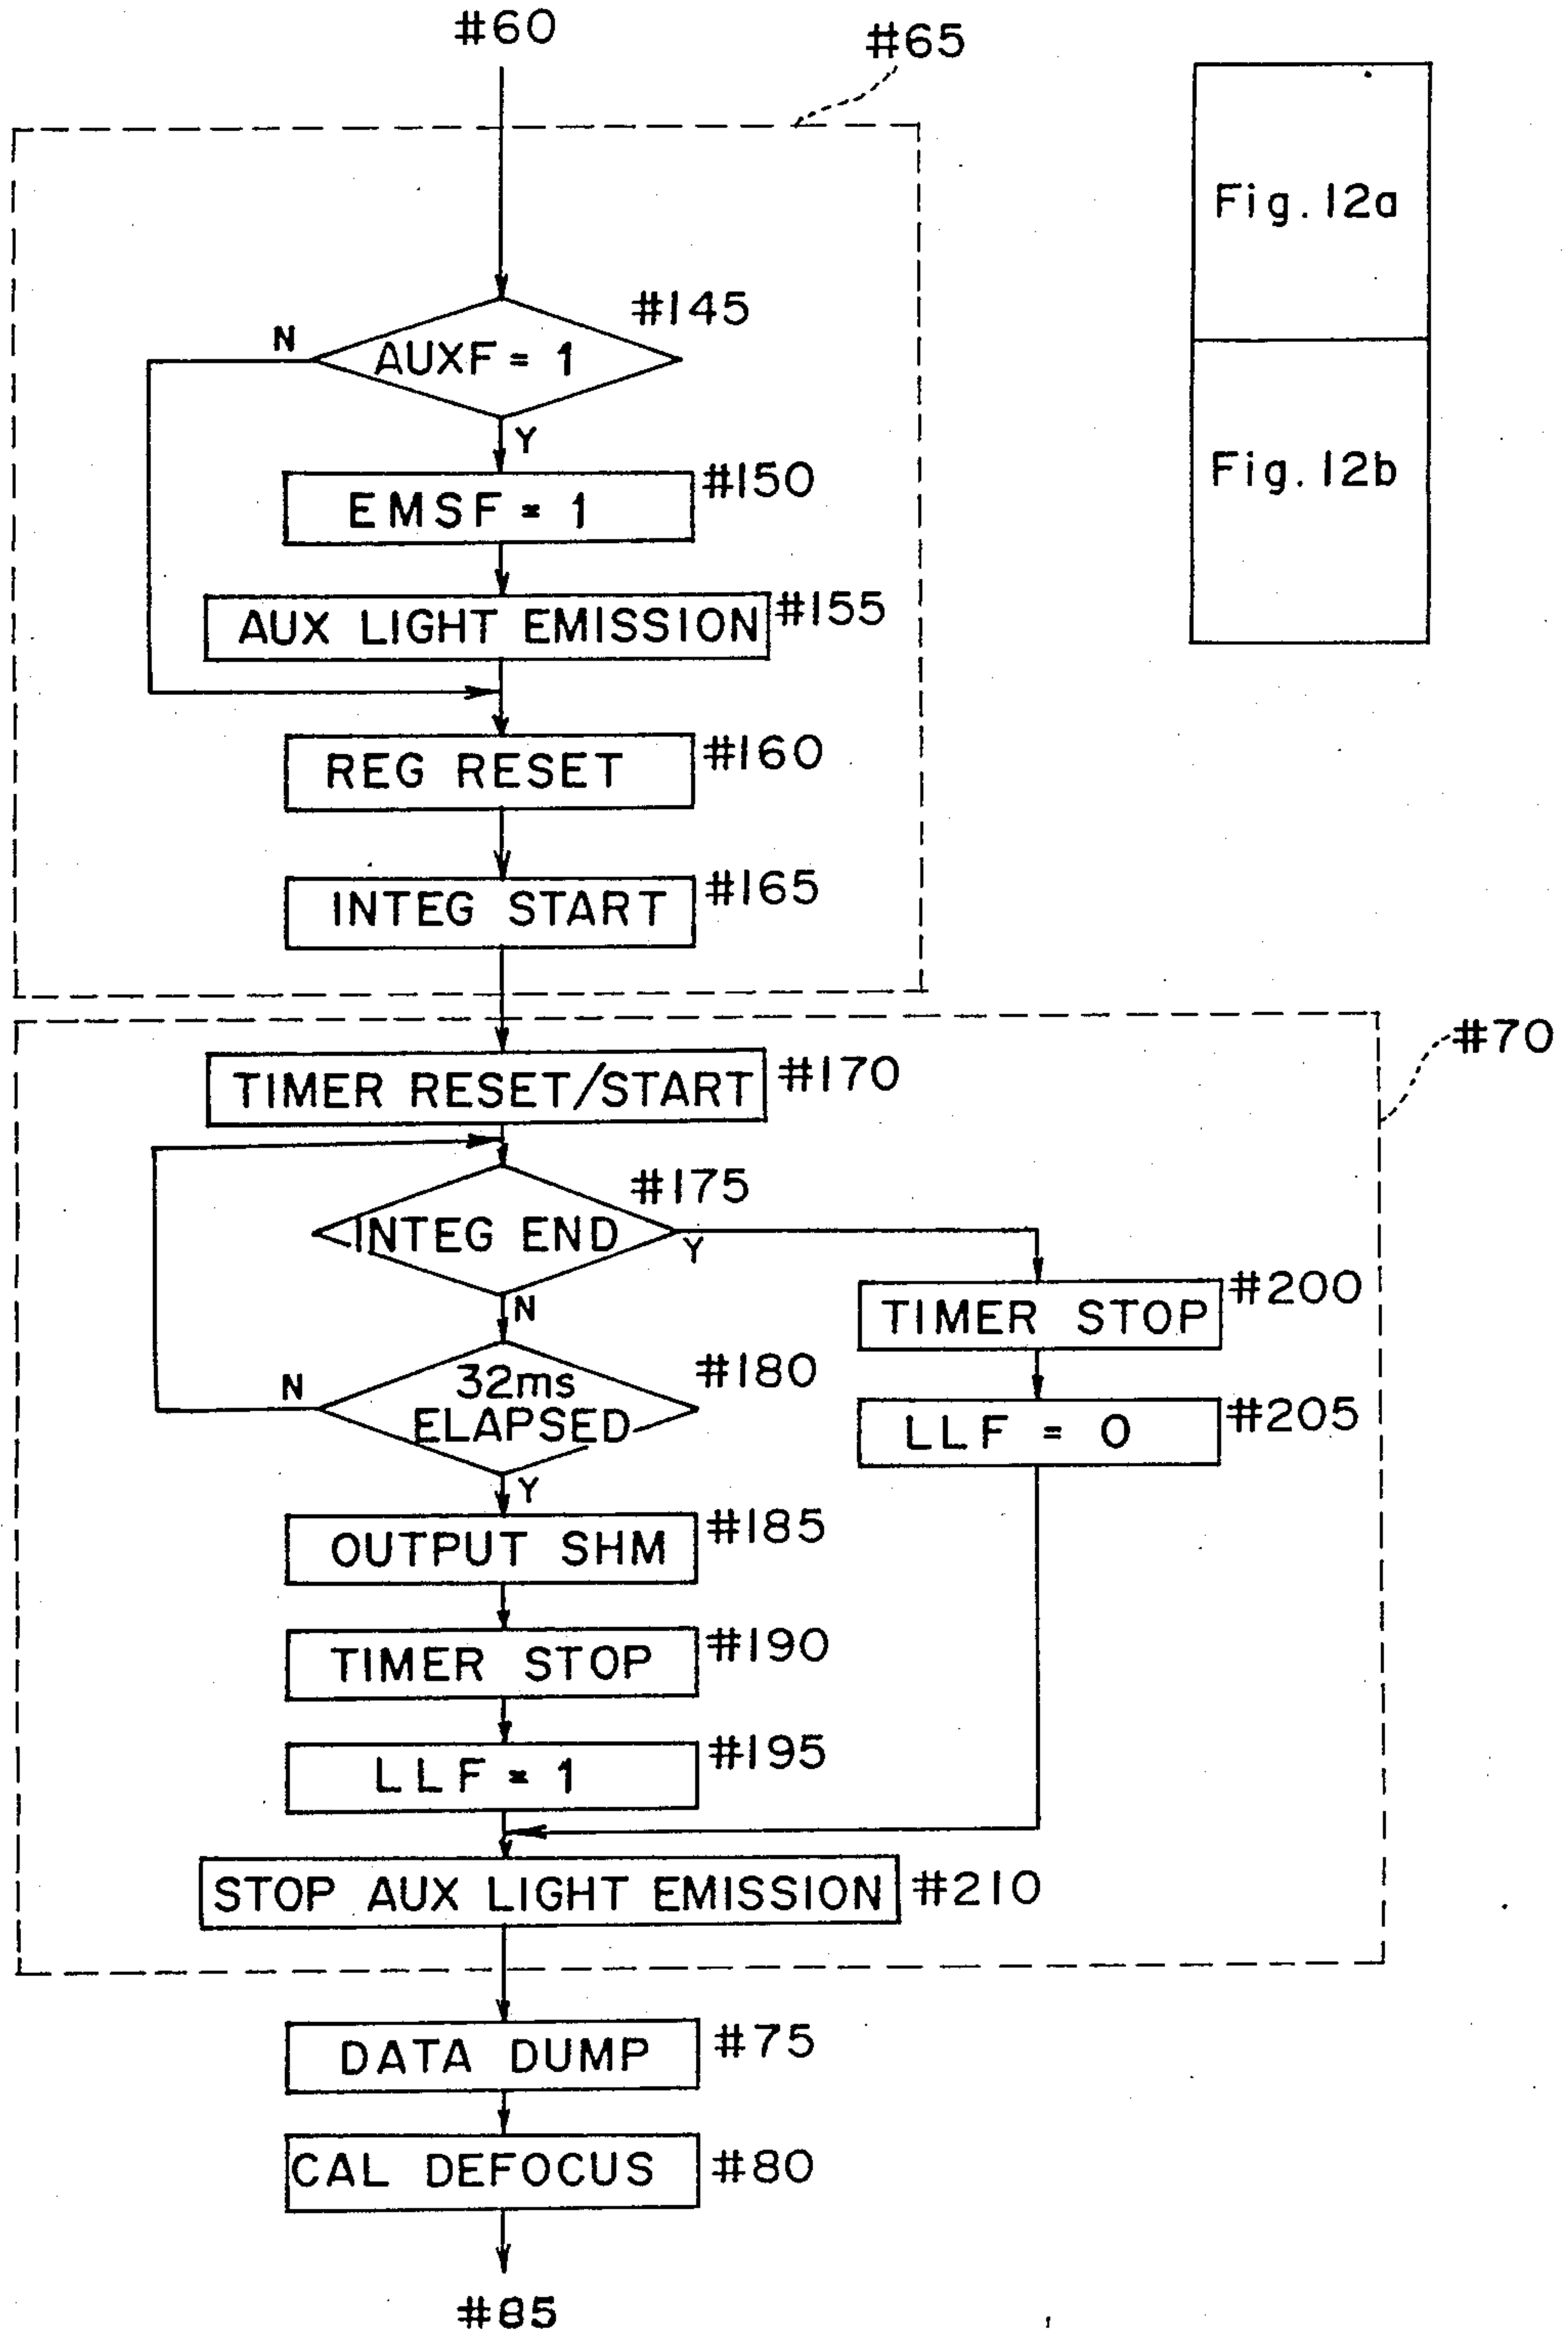 #60
#65
Fig. 12a
Fig. 12b
#145
N
AUXF = 1
Y
#150
EMSF = 1
#155
AUX LIGHT EMISSION
#160
REG RESET
#165
INTEG START
#70
#170
TIMER RESET/START
#175
INTEG END
Y
N
#200
TIMER STOP
#180
N
32ms
ELAPSED
Y
#205
LLF = 0
#185
OUTPUT SHM
#190
TIMER STOP
#195
LLF = 1
#210
STOP AUX LIGHT EMISSION
#75
DATA DUMP
#80
CAL DEFOCUS
#85